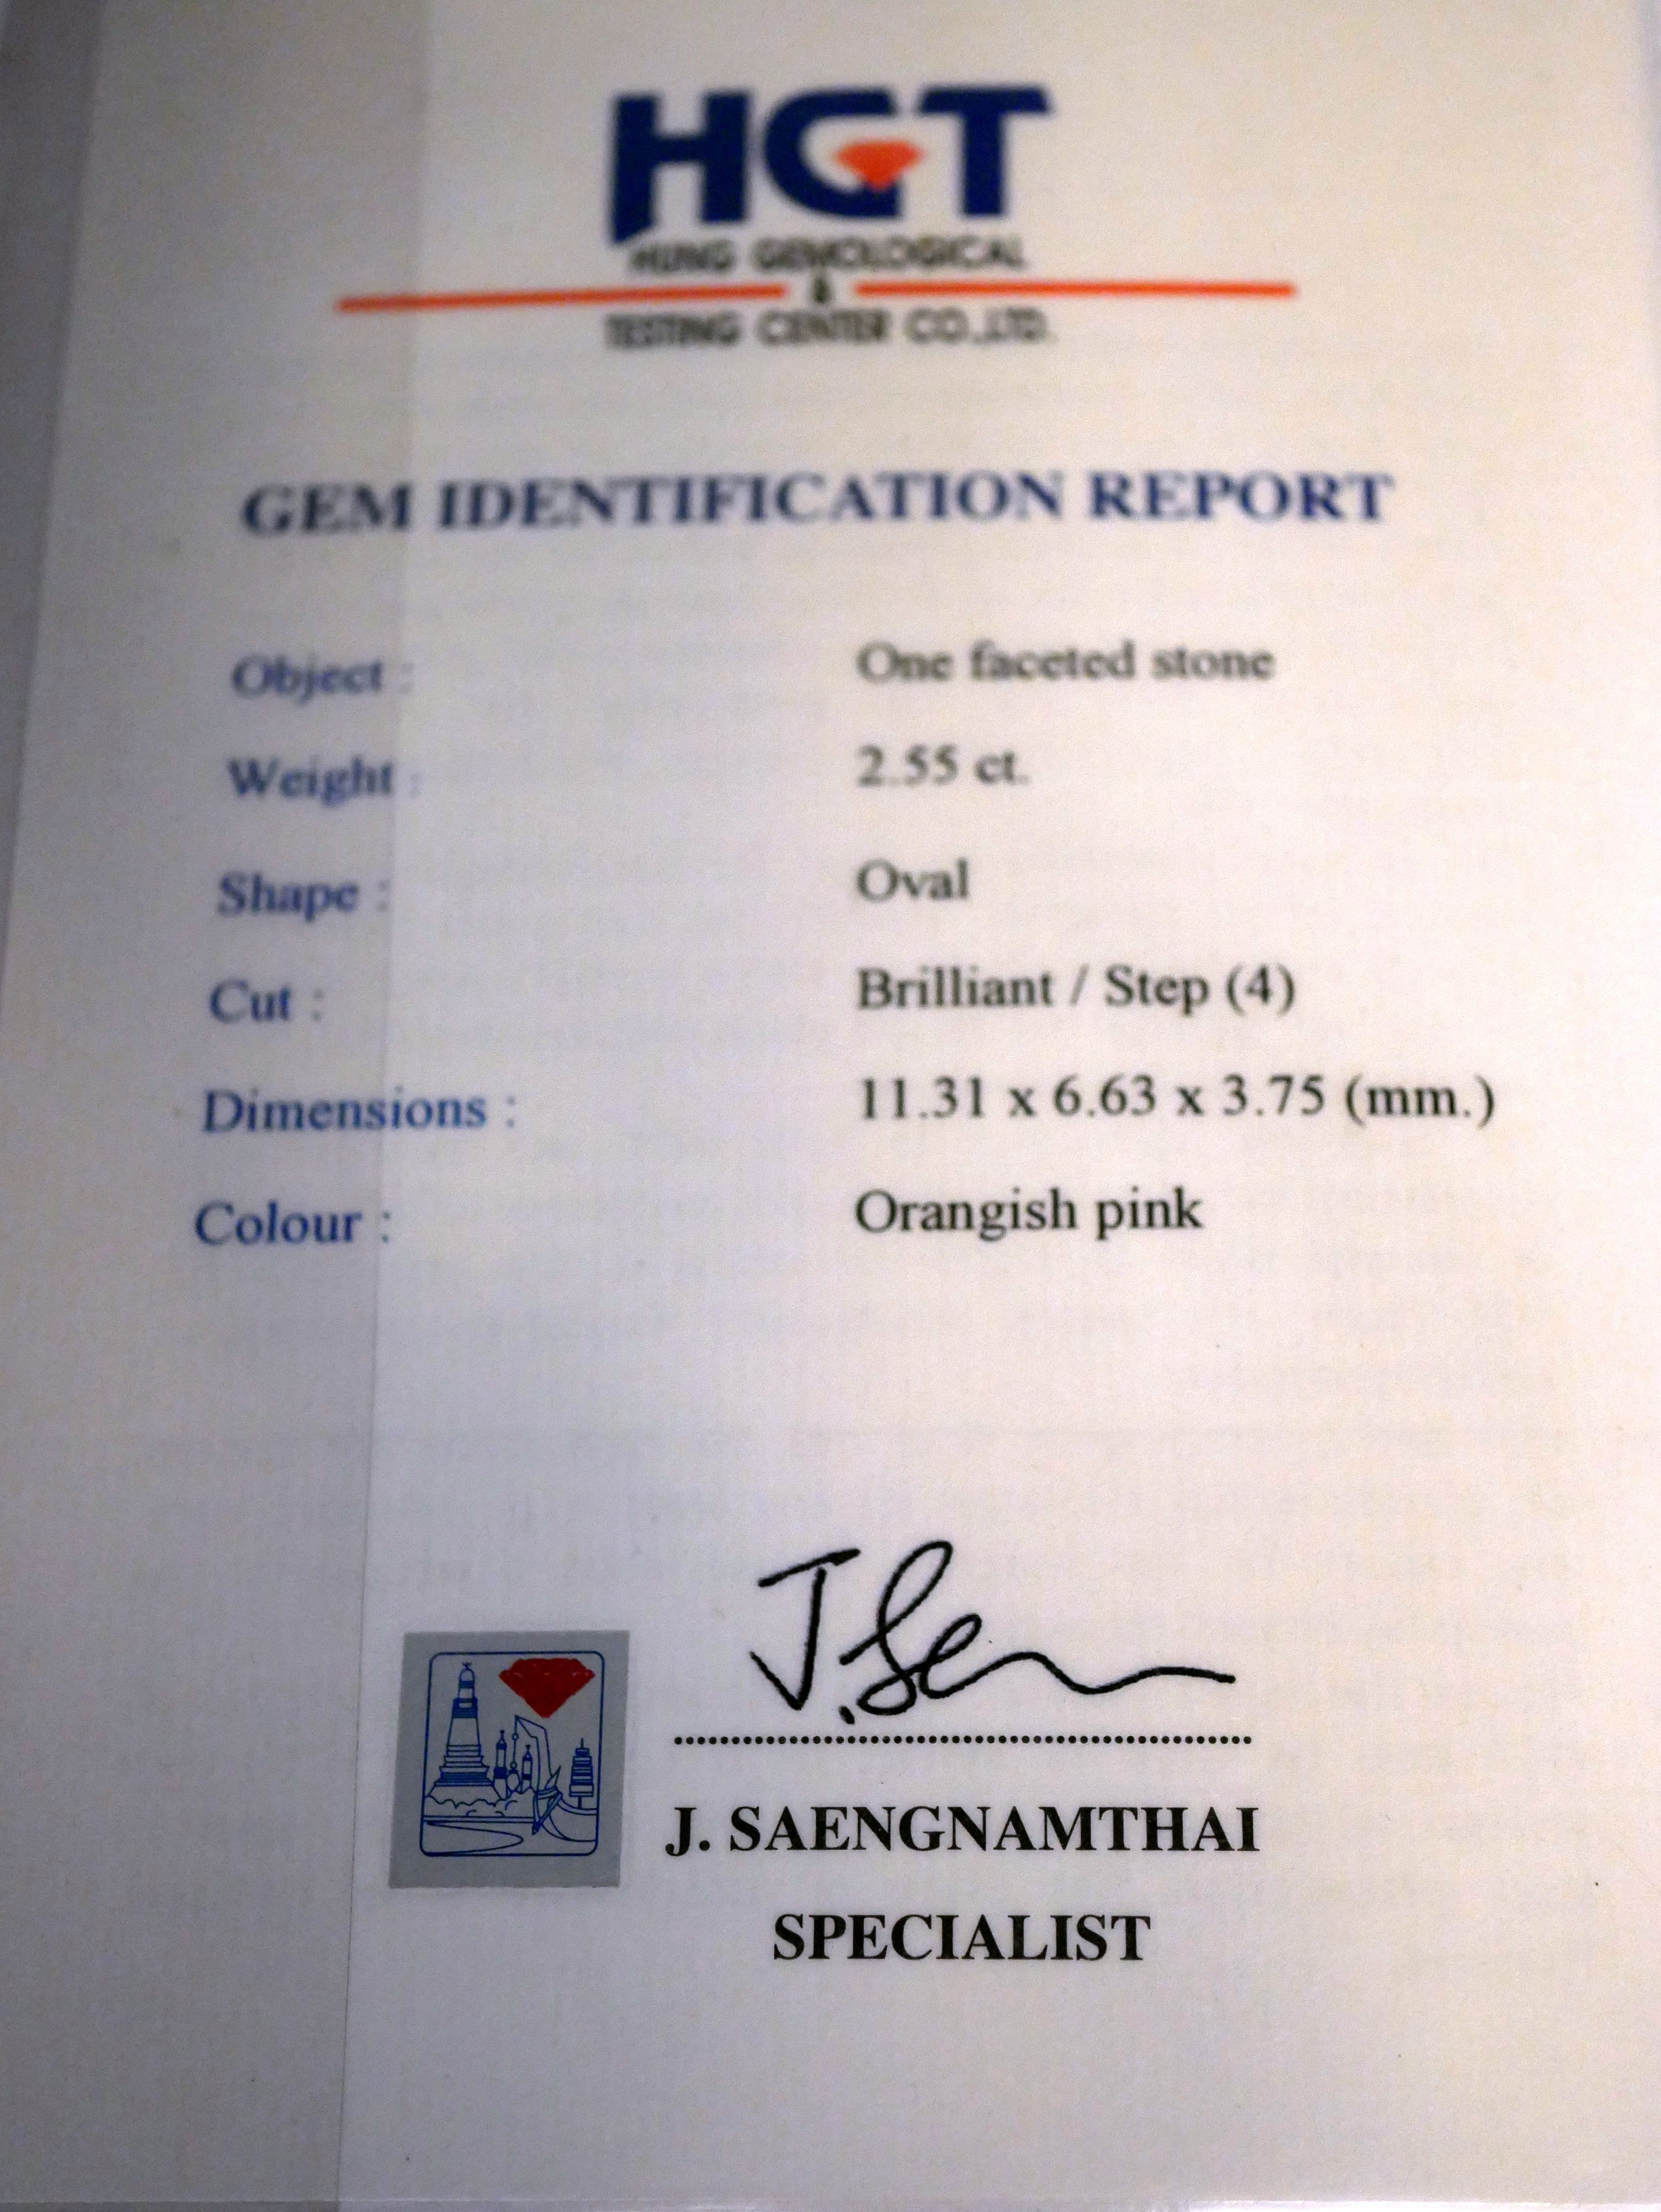 HGT
HUNG GEMOLOGICAL
&
TESTING CENTER CO.,LTD.
GEM IDENTIFICATION REPORT
Object : One faceted stone
Weight : 2.55 ct.
Shape : Oval
Cut : Brilliant / Step (4)
Dimensions : 11.31 x 6.63 x 3.75 (mm.)
Colour : Orangish pink
J. Sen
J. SAENGNAMTHAI
SPECIALIST